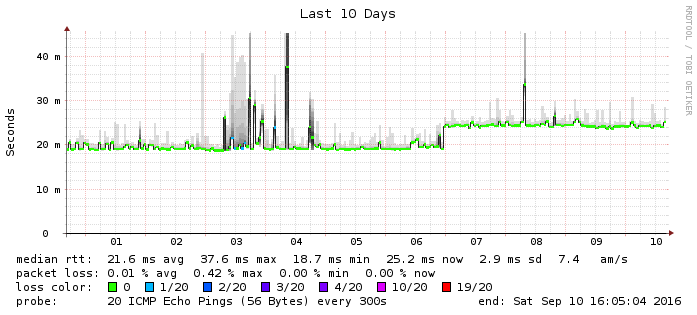 Last 10 Days
RRDTOOL / TOBI OETIKER
Seconds
40 m
30 m
20 m
10 m
0
01 02 03 04 05 06 07 08 09 10
median rtt: 21.6 ms avg 37.6 ms max 18.7 ms min 25.2 ms now 2.9 ms sd 7.4 am/s
packet loss: 0.01 % avg 0.42 % max 0.00 % min 0.00 % now
loss color: 0 1/20 2/20 3/20 4/20 10/20 19/20
probe: 20 ICMP Echo Pings (56 Bytes) every 300s end: Sat Sep 10 16:05:04 2016